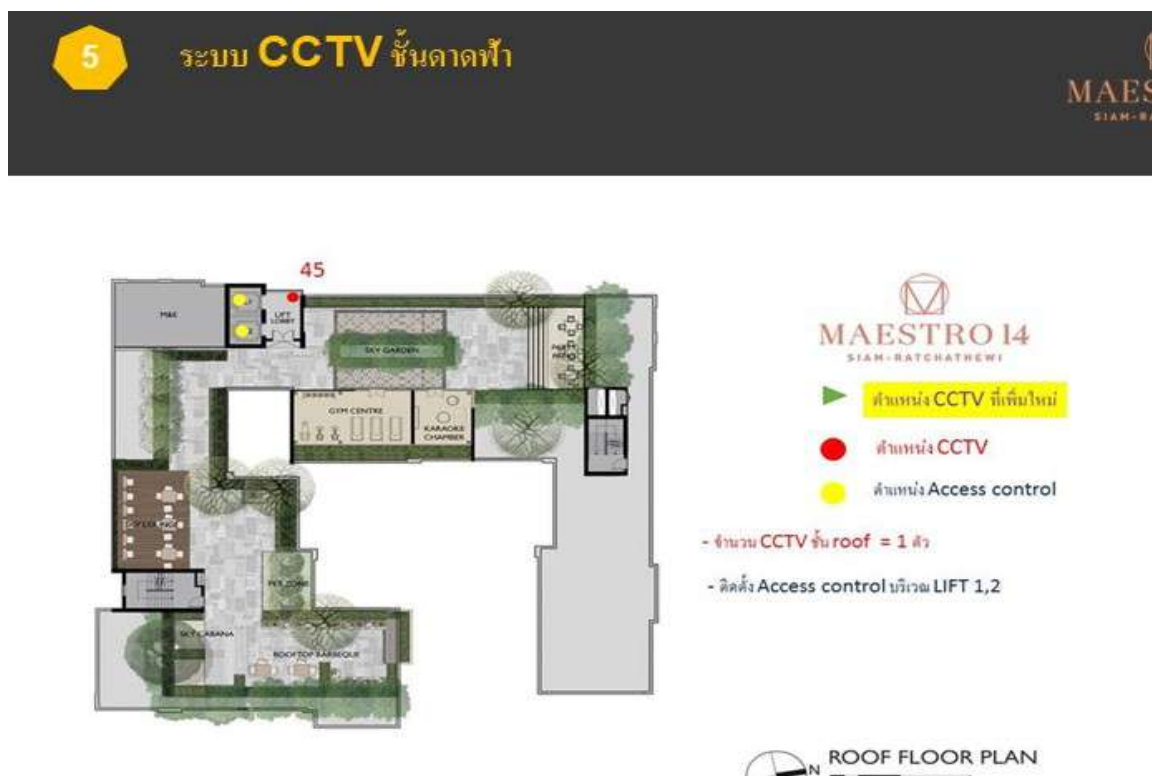 5
ระบบ CCTV ชั้นดาดฟ้า
MAES
45
M&E
LIFT
LOBBY
SKY GARDEN
GYM CENTRE
KARAOKE
CHAMBER
PET ZONE
SKY CABANA
ROOFTOP BARBEQUE
MAESTRO 14
SIAM-RATCHATHEWI
ตำแหน่ง CCTV ที่เพิ่มใหม่
ตำแหน่ง CCTV
ตำแหน่ง Access control
- จำนวน CCTV ชั้น roof = 1 ตัว
- ติดตั้ง Access control บริเวณ LIFT 1,2
N
ROOF FLOOR PLAN